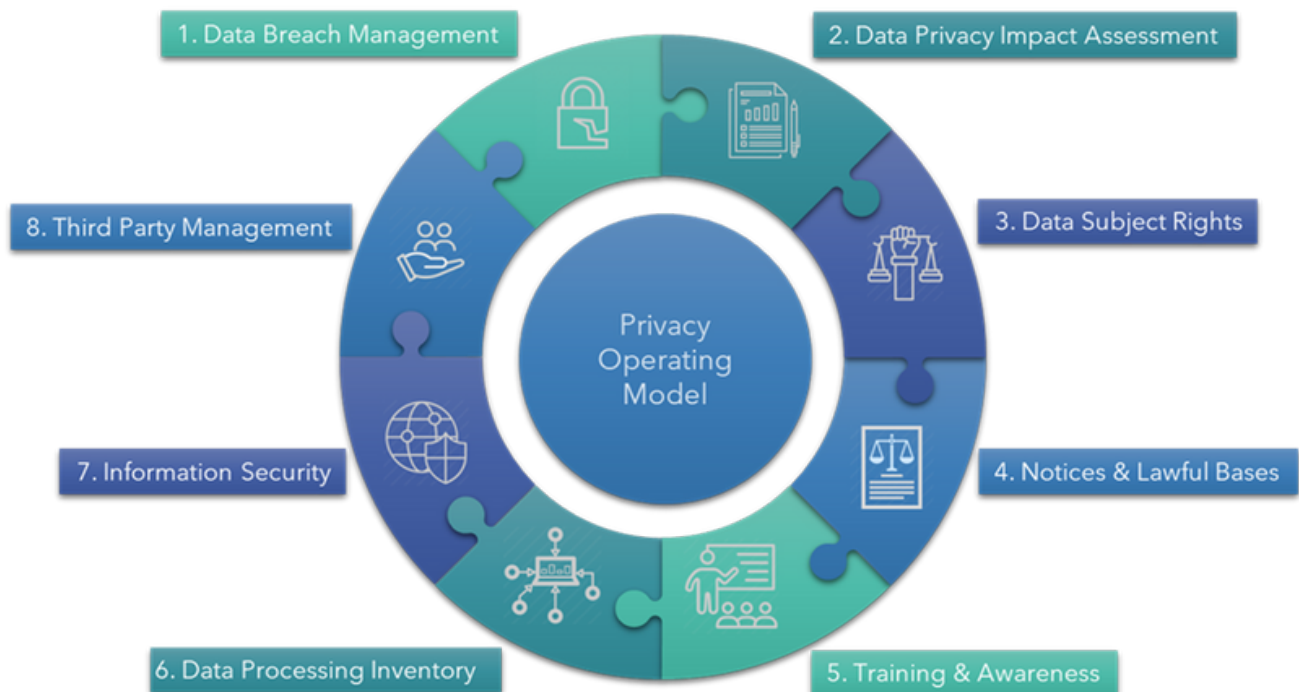 1. Data Breach Management
2. Data Privacy Impact Assessment
8. Third Party Management
3. Data Subject Rights
Privacy
Operating
Model
7. Information Security
4. Notices & Lawful Bases
6. Data Processing Inventory
5. Training & Awareness